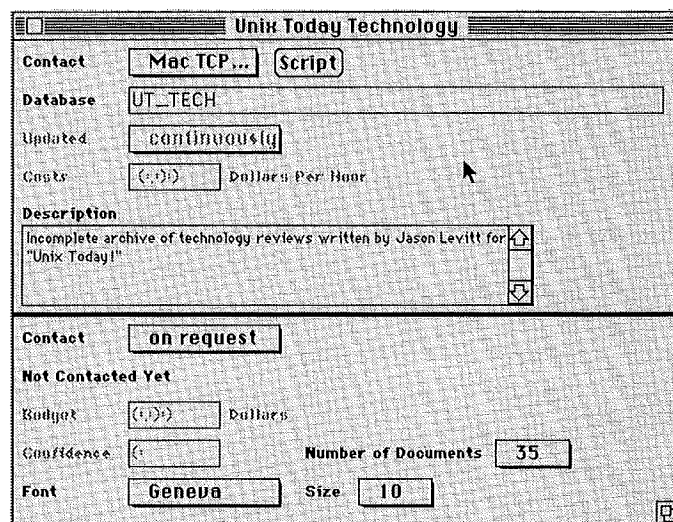 Unix Today Technology
Contact Mac TCP... Script
Database UT_TECH
Updated continuously
Costs Dollars Per Hour
Description
Incomplete archive of technology reviews written by Jason Levitt for
"Unix Today!"
Contact on request
Not Contacted Yet
Budget Dollars
Confidence Number of Documents 35
Font Geneva Size 10